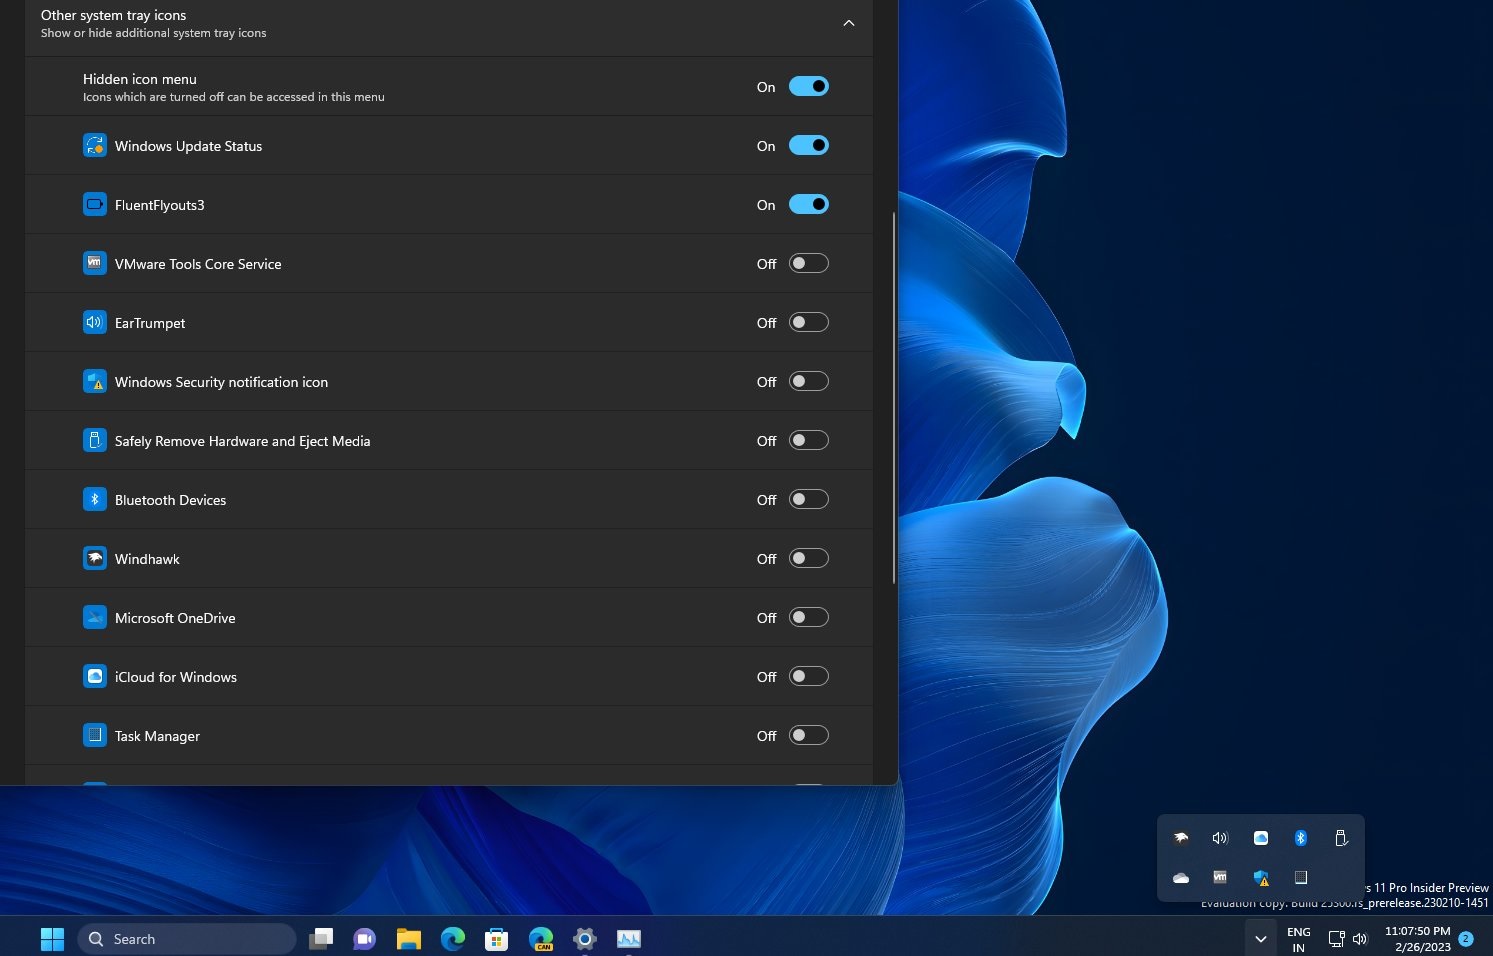 Other system tray icons
Show or hide additional system tray icons
Hidden icon menu
Icons which are turned off can be accessed in this menu
On
Windows Update Status
On
FluentFlyouts3
On
VMware Tools Core Service
Off
EarTrumpet
Off
Windows Security notification icon
Off
Safely Remove Hardware and Eject Media
Off
Bluetooth Devices
Off
Windhawk
Off
Microsoft OneDrive
Off
iCloud for Windows
Off
Task Manager
Off
vm
s 11 Pro Insider Preview
Evaluation copy. Build 25300.rs_prerelease.230210-1451
Search
CAN
ENG
IN
11:07:50 PM
2/26/2023
2